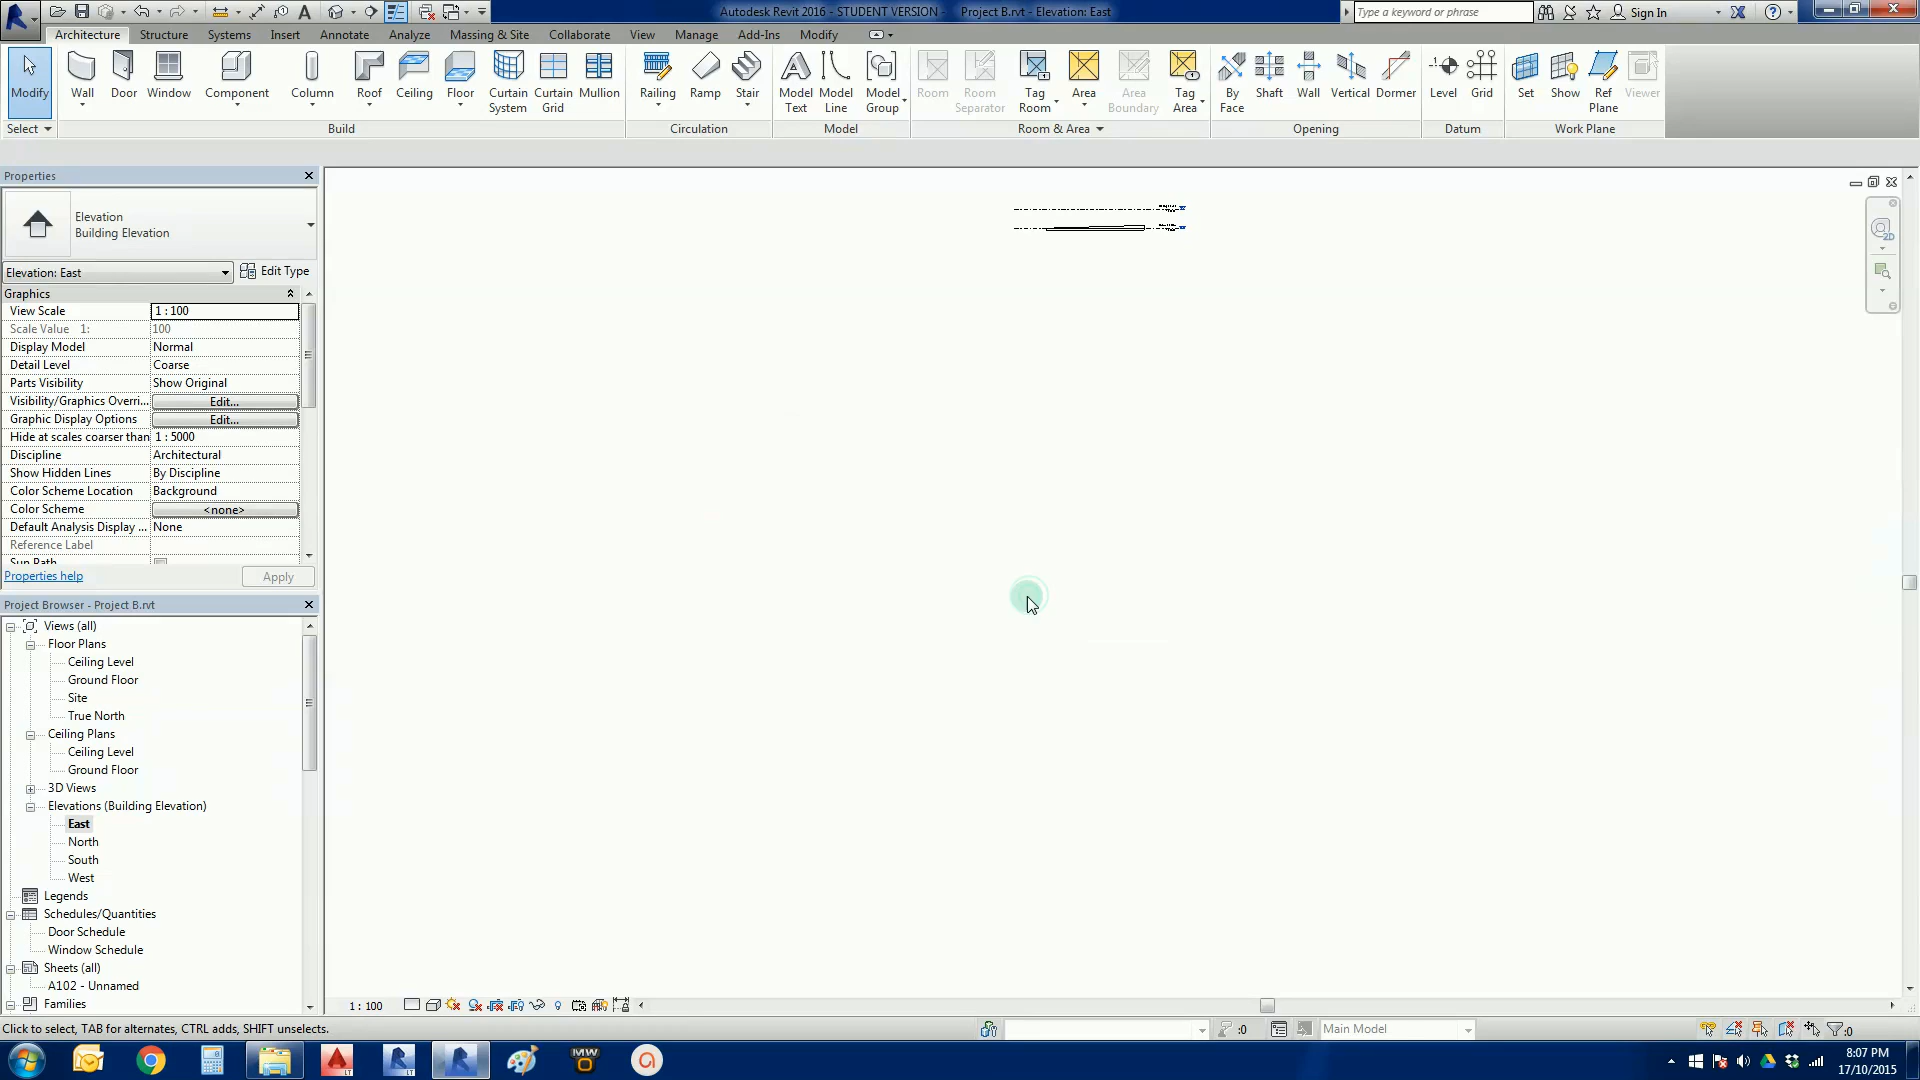 Autodesk Revit 2016 - STUDENT VERSION - Project B.rvt - Elevation: East
Type a keyword or phrase
Sign In
Architecture Structure Systems Insert Annotate Analyze Massing & Site Collaborate View Manage Add-Ins Modify
Modify Wall Door Window Component Column Roof Ceiling Floor Curtain System Curtain Grid Mullion Railing Ramp Stair Model Text Model Line Model Group Room Room Separator Tag Room Area Area Boundary Tag Area By Face Shaft Wall Vertical Dormer Level Grid Set Show Ref Plane Viewer
Select Build Circulation Model Room & Area Opening Datum Work Plane
Properties
Elevation
Building Elevation
Elevation: East Edit Type
Graphics
View Scale 1 : 100
Scale Value 1: 100
Display Model Normal
Detail Level Coarse
Parts Visibility Show Original
Visibility/Graphics Overri... Edit...
Graphic Display Options Edit...
Hide at scales coarser than 1 : 5000
Discipline Architectural
Show Hidden Lines By Discipline
Color Scheme Location Background
Color Scheme <none>
Default Analysis Display ... None
Reference Label
Sun Path
Properties help Apply
Project Browser - Project B.rvt
Views (all)
Floor Plans
Ceiling Level
Ground Floor
Site
True North
Ceiling Plans
Ceiling Level
Ground Floor
3D Views
Elevations (Building Elevation)
East
North
South
West
Legends
Schedules/Quantities
Door Schedule
Window Schedule
Sheets (all)
A102 - Unnamed
Families
2D
1 : 100
Click to select, TAB for alternates, CTRL adds, SHIFT unselects.
:0
Main Model
:0
LT
LT
MW
8:07 PM
17/10/2015